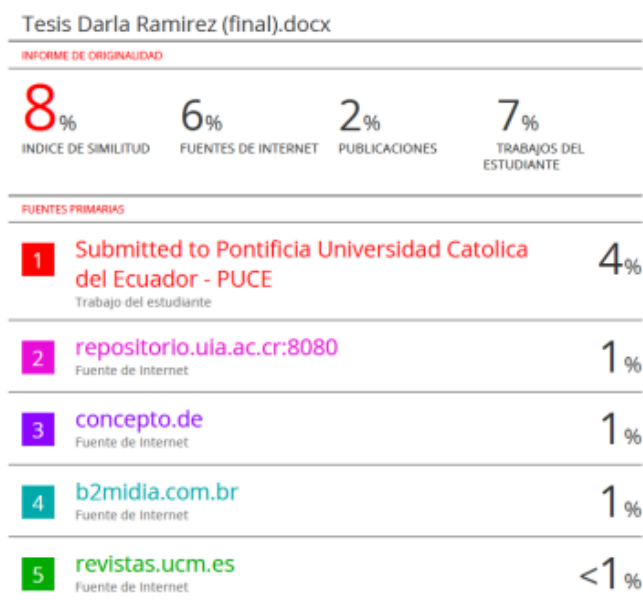 Tesis Darla Ramirez (final).docx
INFORME DE ORIGINALIDAD
8% 6% 2% 7%
INDICE DE SIMILITUD FUENTES DE INTERNET PUBLICACIONES TRABAJOS DEL
ESTUDIANTE
FUENTES PRIMARIAS
1 Submitted to Pontificia Universidad Catolica
del Ecuador - PUCE
Trabajo del estudiante
4%
2 repositorio.uia.ac.cr:8080
Fuente de Internet
1%
3 concepto.de
Fuente de Internet
1%
4 b2midia.com.br
Fuente de Internet
1%
5 revistas.ucm.es
Fuente de Internet
<1%